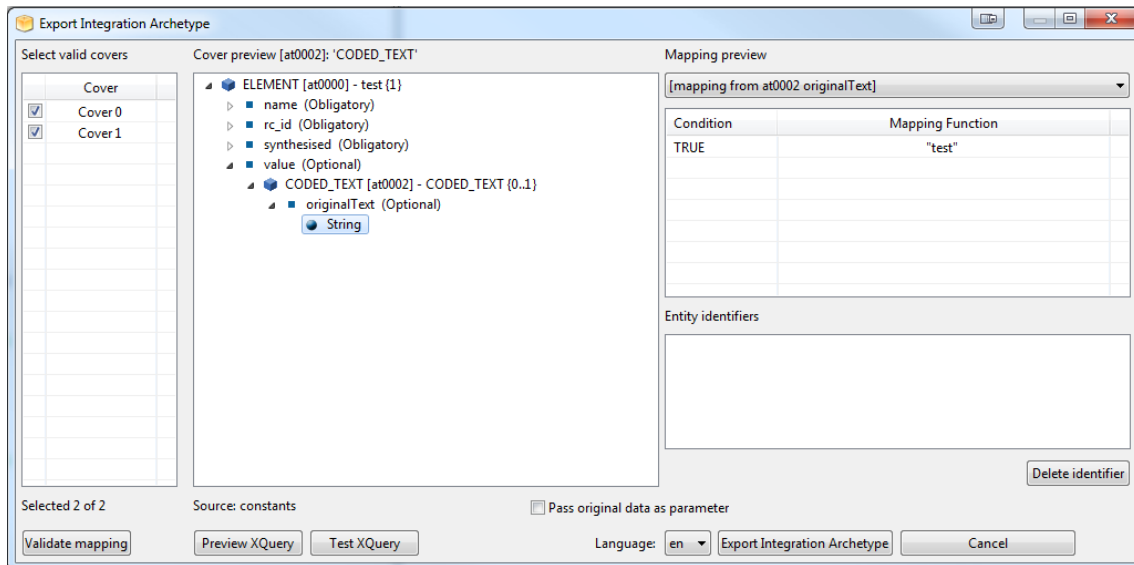 Export Integration Archetype
Select valid covers
Cover preview [at0002]: 'CODED_TEXT'
Mapping preview
Cover
Cover 0
Cover 1
ELEMENT [at0000] - test {1}
name (Obligatory)
rc_id (Obligatory)
synthesised (Obligatory)
value (Optional)
CODED_TEXT [at0002] - CODED_TEXT {0..1}
originalText (Optional)
String
[mapping from at0002 originalText]
Condition Mapping Function
TRUE "test"
Entity identifiers
Delete identifier
Selected 2 of 2
Source: constants
Pass original data as parameter
Validate mapping
Preview XQuery
Test XQuery
Language: en
Export Integration Archetype
Cancel